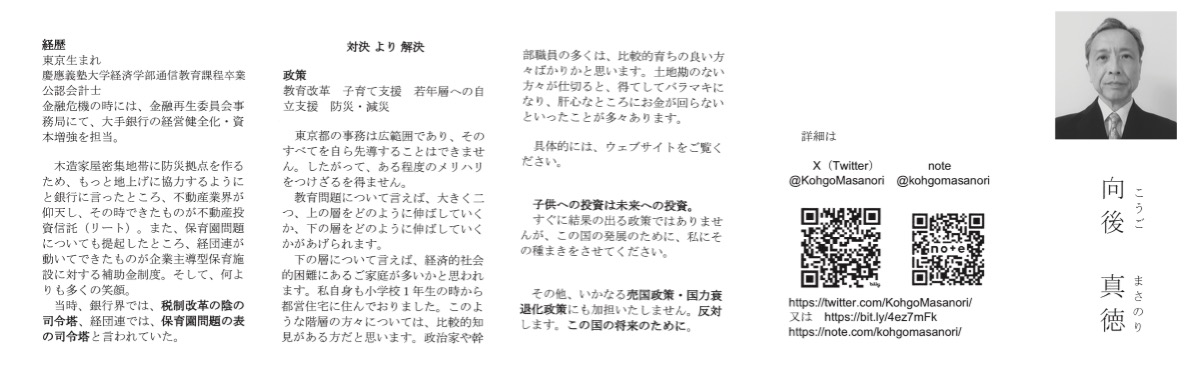 経歴
東京生まれ
慶應義塾大学経済学部通信教育課程卒業
公認会計士
金融危機の時には、金融再生委員会事
務局にて、大手銀行の経営健全化・資
本増強を担当。
木造家屋密集地帯に防災拠点を作る
ため、もっと地上げに協力するように
と銀行に言ったところ、不動産業界が
仰天し、その時できたものが不動産投
資信託（リート）。また、保育園問題
についても提起したところ、経団連が
動いてできたものが企業主導型保育施
設に対する補助金制度。そして、何よ
りも多くの笑顔。
当時、銀行界では、税制改革の陰の
司令塔、経団連では、保育園問題の表
の司令塔と言われていた。
対決 より 解決
政策
教育改革　子育て支援　若年層への自
立支援　防災・減災
東京都の事務は広範囲であり、その
すべてを自ら先導することはできませ
ん。したがって、ある程度のメリハリ
をつけざるを得ません。
教育問題について言えば、大きく二
つ、上の層をどのように伸ばしていく
か、下の層をどのように伸ばしていく
かがあげられます。
下の層について言えば、経済的社会
的困難にあるご家庭が多いかと思われ
ます。私自身も小学校１年生の時から
都営住宅に住んでおりました。このよ
うな階層の方々については、比較的知
見がある方だと思います。政治家や幹
部職員の多くは、比較的育ちの良い方
々ばかりかと思います。土地勘のない
方々が仕切ると、得てしてバラマキに
なり、肝心なところにお金が回らない
といったことが多々あります。
具体的には、ウェブサイトをご覧く
ださい。
子供への投資は未来への投資。
すぐに結果の出る政策ではありませ
んが、この国の発展のために、私にそ
の種まきをさせてください。
その他、いかなる売国政策・国力衰
退化政策にも加担いたしません。反対
します。この国の将来のために。
詳細は
X（Twitter）
@KohgoMasanori
note
@kohgomasanori
note
bitly
https://twitter.com/KohgoMasanori/
又は　https://bit.ly/4ez7mFk
https://note.com/kohgomasanori/
向後　真徳
こうご　まさのり